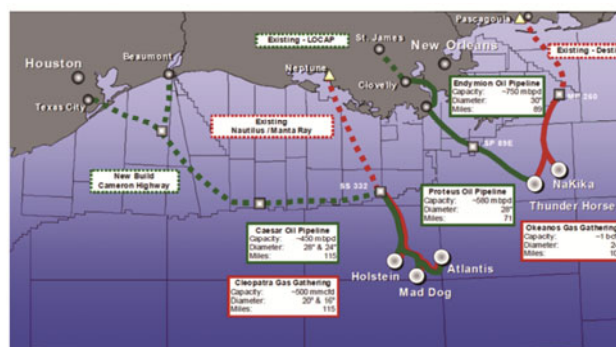 Pascagoula
Existing - LOCAP
St. James
New Orleans
Existing - Desti
Houston
Beaumont
Neptune
Clovelly
Texas City
Endymion Oil Pipeline
Capacity: ~750 mbpd
Diameter: 30"
Miles: 89
MP 260
Existing
Nautilus / Manta Ray
SP 89E
New Build
Cameron Highway
SS 332
NaKika
Thunder Horse
Proteus Oil Pipeline
Capacity: ~580 mbpd
Diameter: 28"
Miles: 71
Caesar Oil Pipeline
Capacity: ~450 mbpd
Diameter: 28" & 24"
Miles: 115
Okeanos Gas Gathering
Capacity: ~1 bcf
Diameter: 24
Miles: 10
Holstein
Atlantis
Mad Dog
Cleopatra Gas Gathering
Capacity: ~500 mmcfd
Diameter: 20" & 16"
Miles: 115